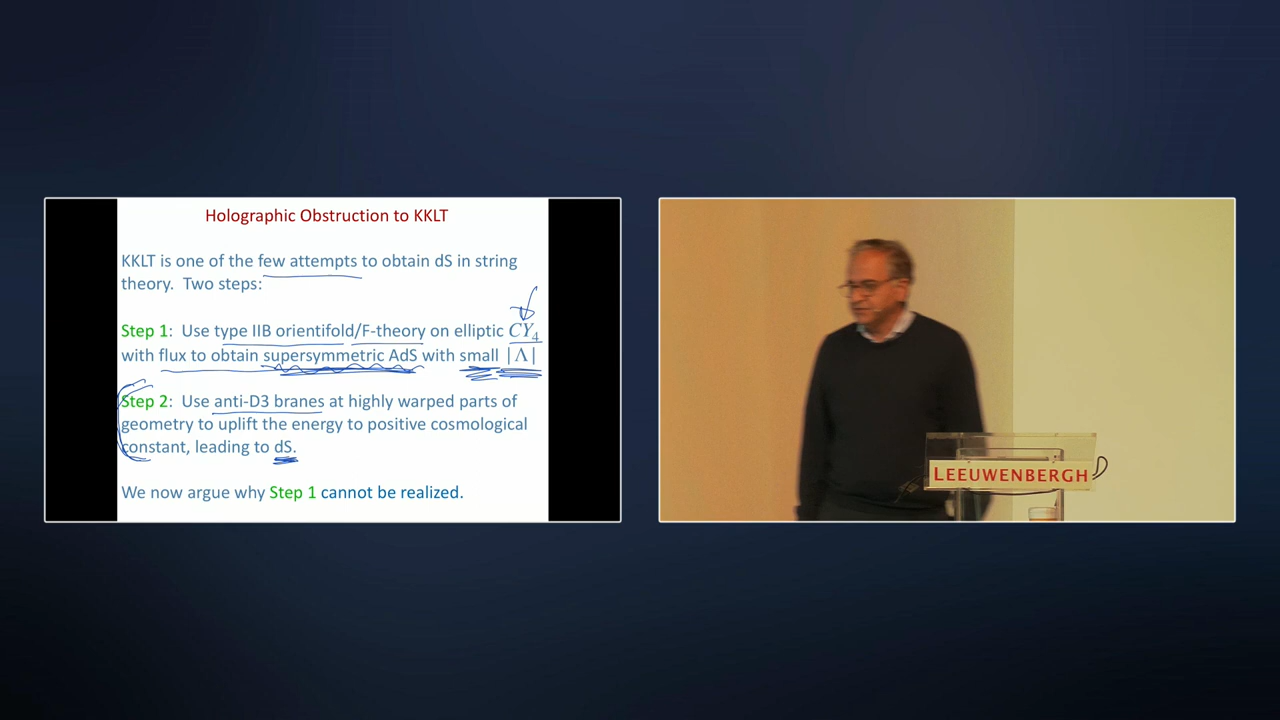 Holographic Obstruction to KKLT
KKLT is one of the few attempts to obtain dS in string
theory. Two steps:
Step 1: Use type IIB orientifold/F-theory on elliptic CY₄
with flux to obtain supersymmetric AdS with small |Λ|
Step 2: Use anti-D3 branes at highly warped parts of
geometry to uplift the energy to positive cosmological
constant, leading to dS.
We now argue why Step 1 cannot be realized.
LEEUWENBERGH